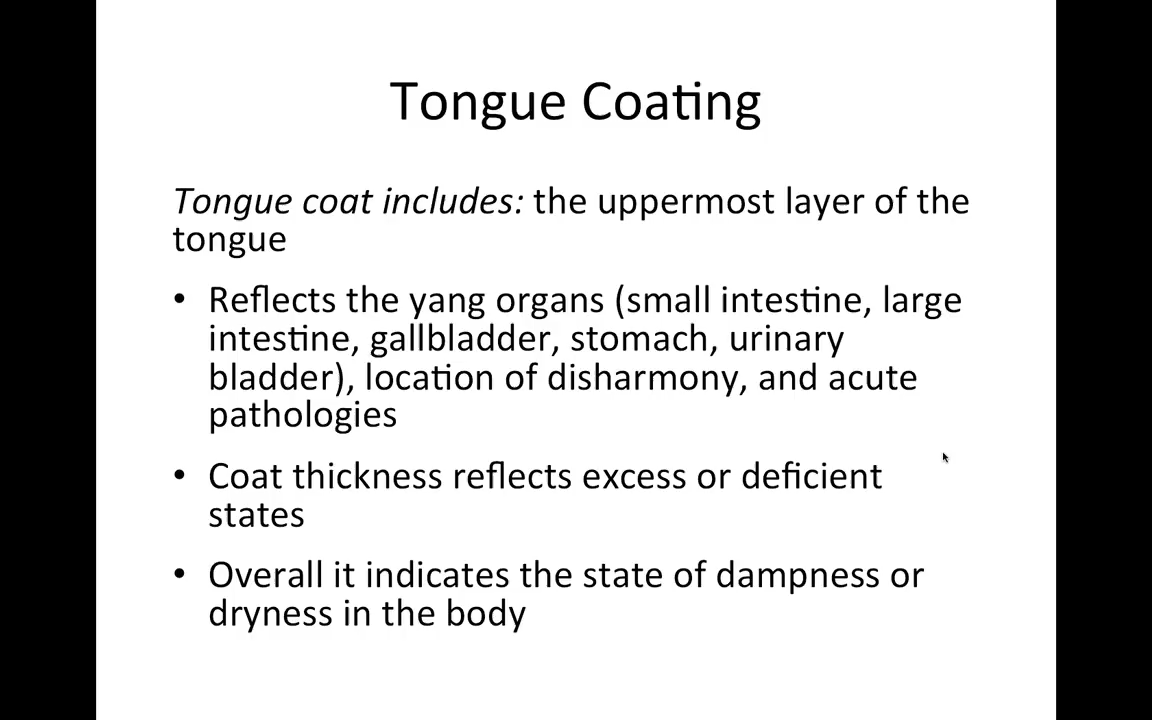 Tongue Coating
Tongue coat includes: the uppermost layer of the
tongue
• Reflects the yang organs (small intestine, large
intestine, gallbladder, stomach, urinary
bladder), location of disharmony, and acute
pathologies
• Coat thickness reflects excess or deficient
states
• Overall it indicates the state of dampness or
dryness in the body